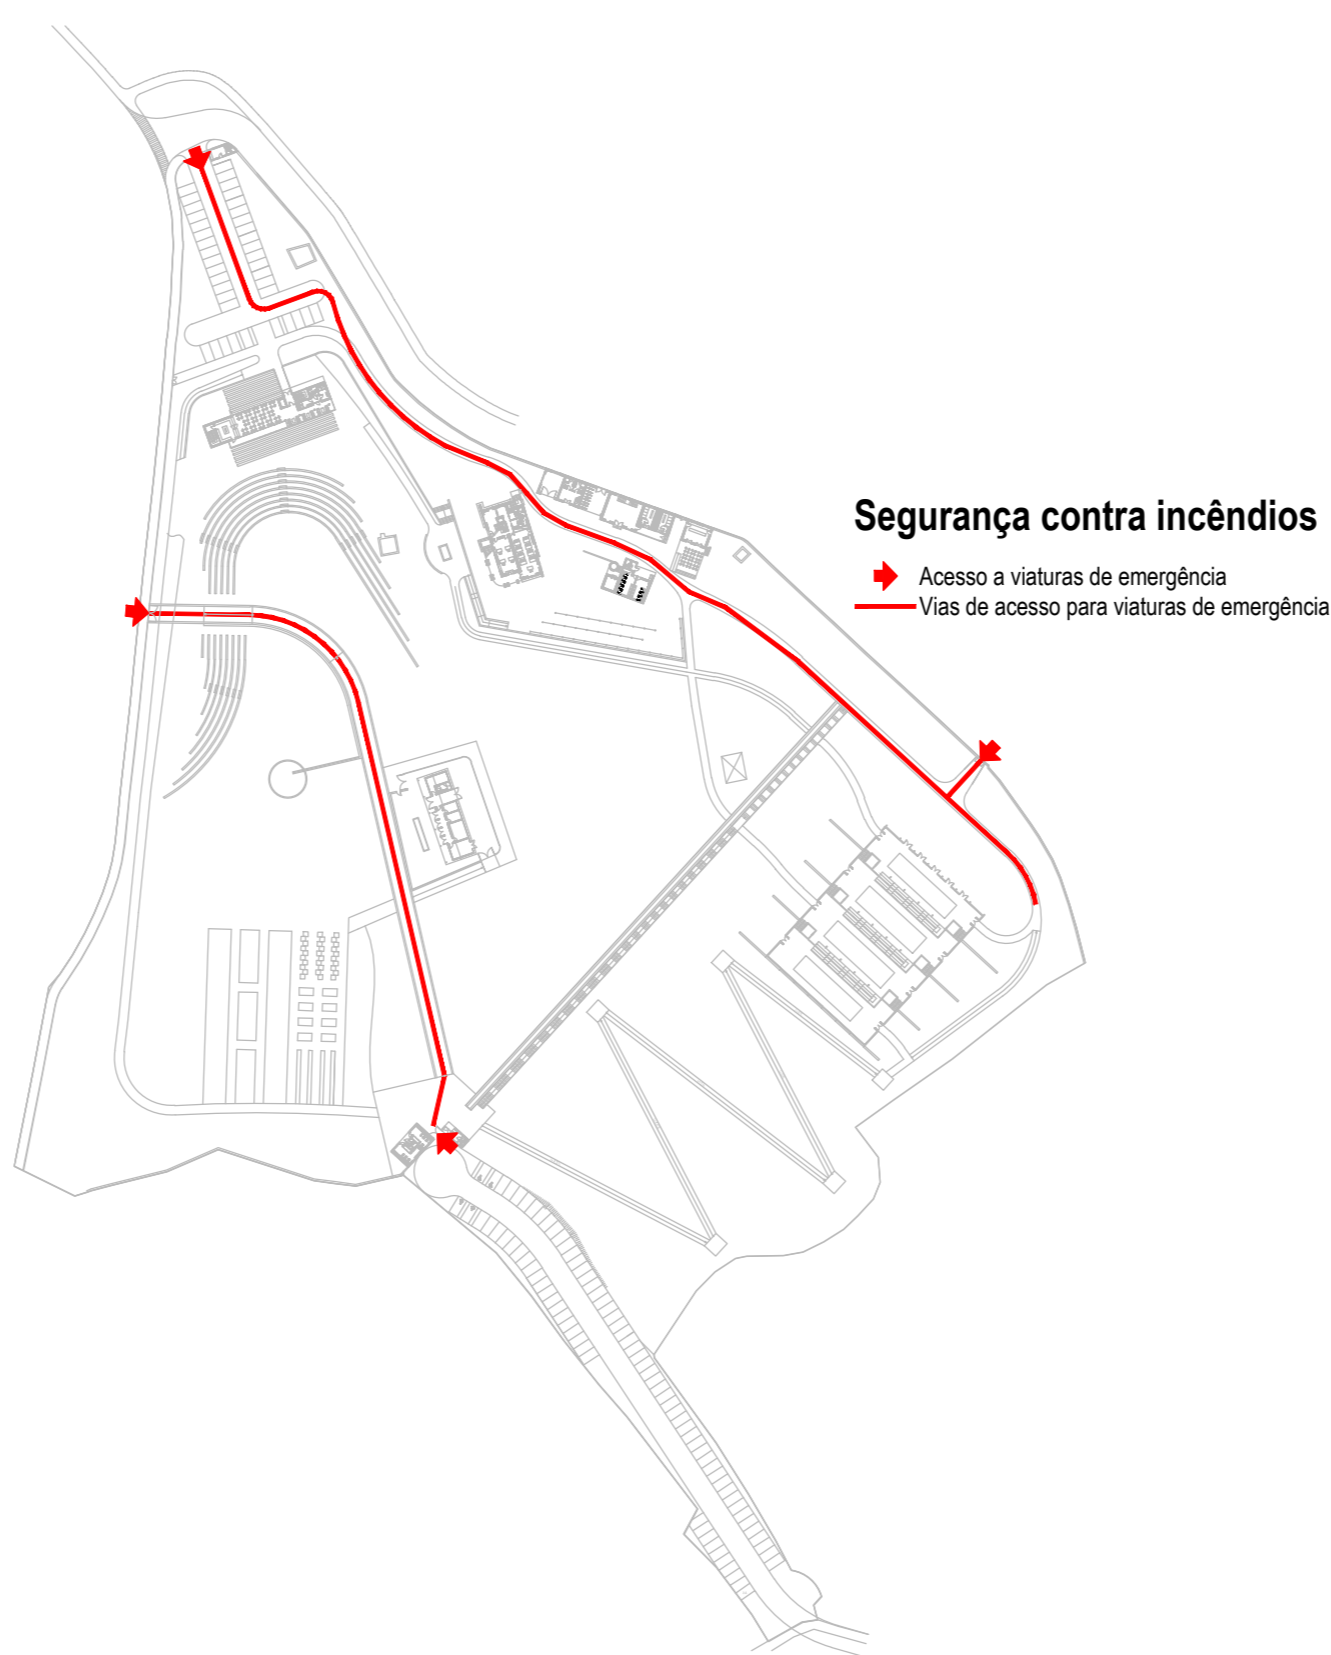 Segurança contra incêndios
Acesso a viaturas de emergência
Vias de acesso para viaturas de emergência